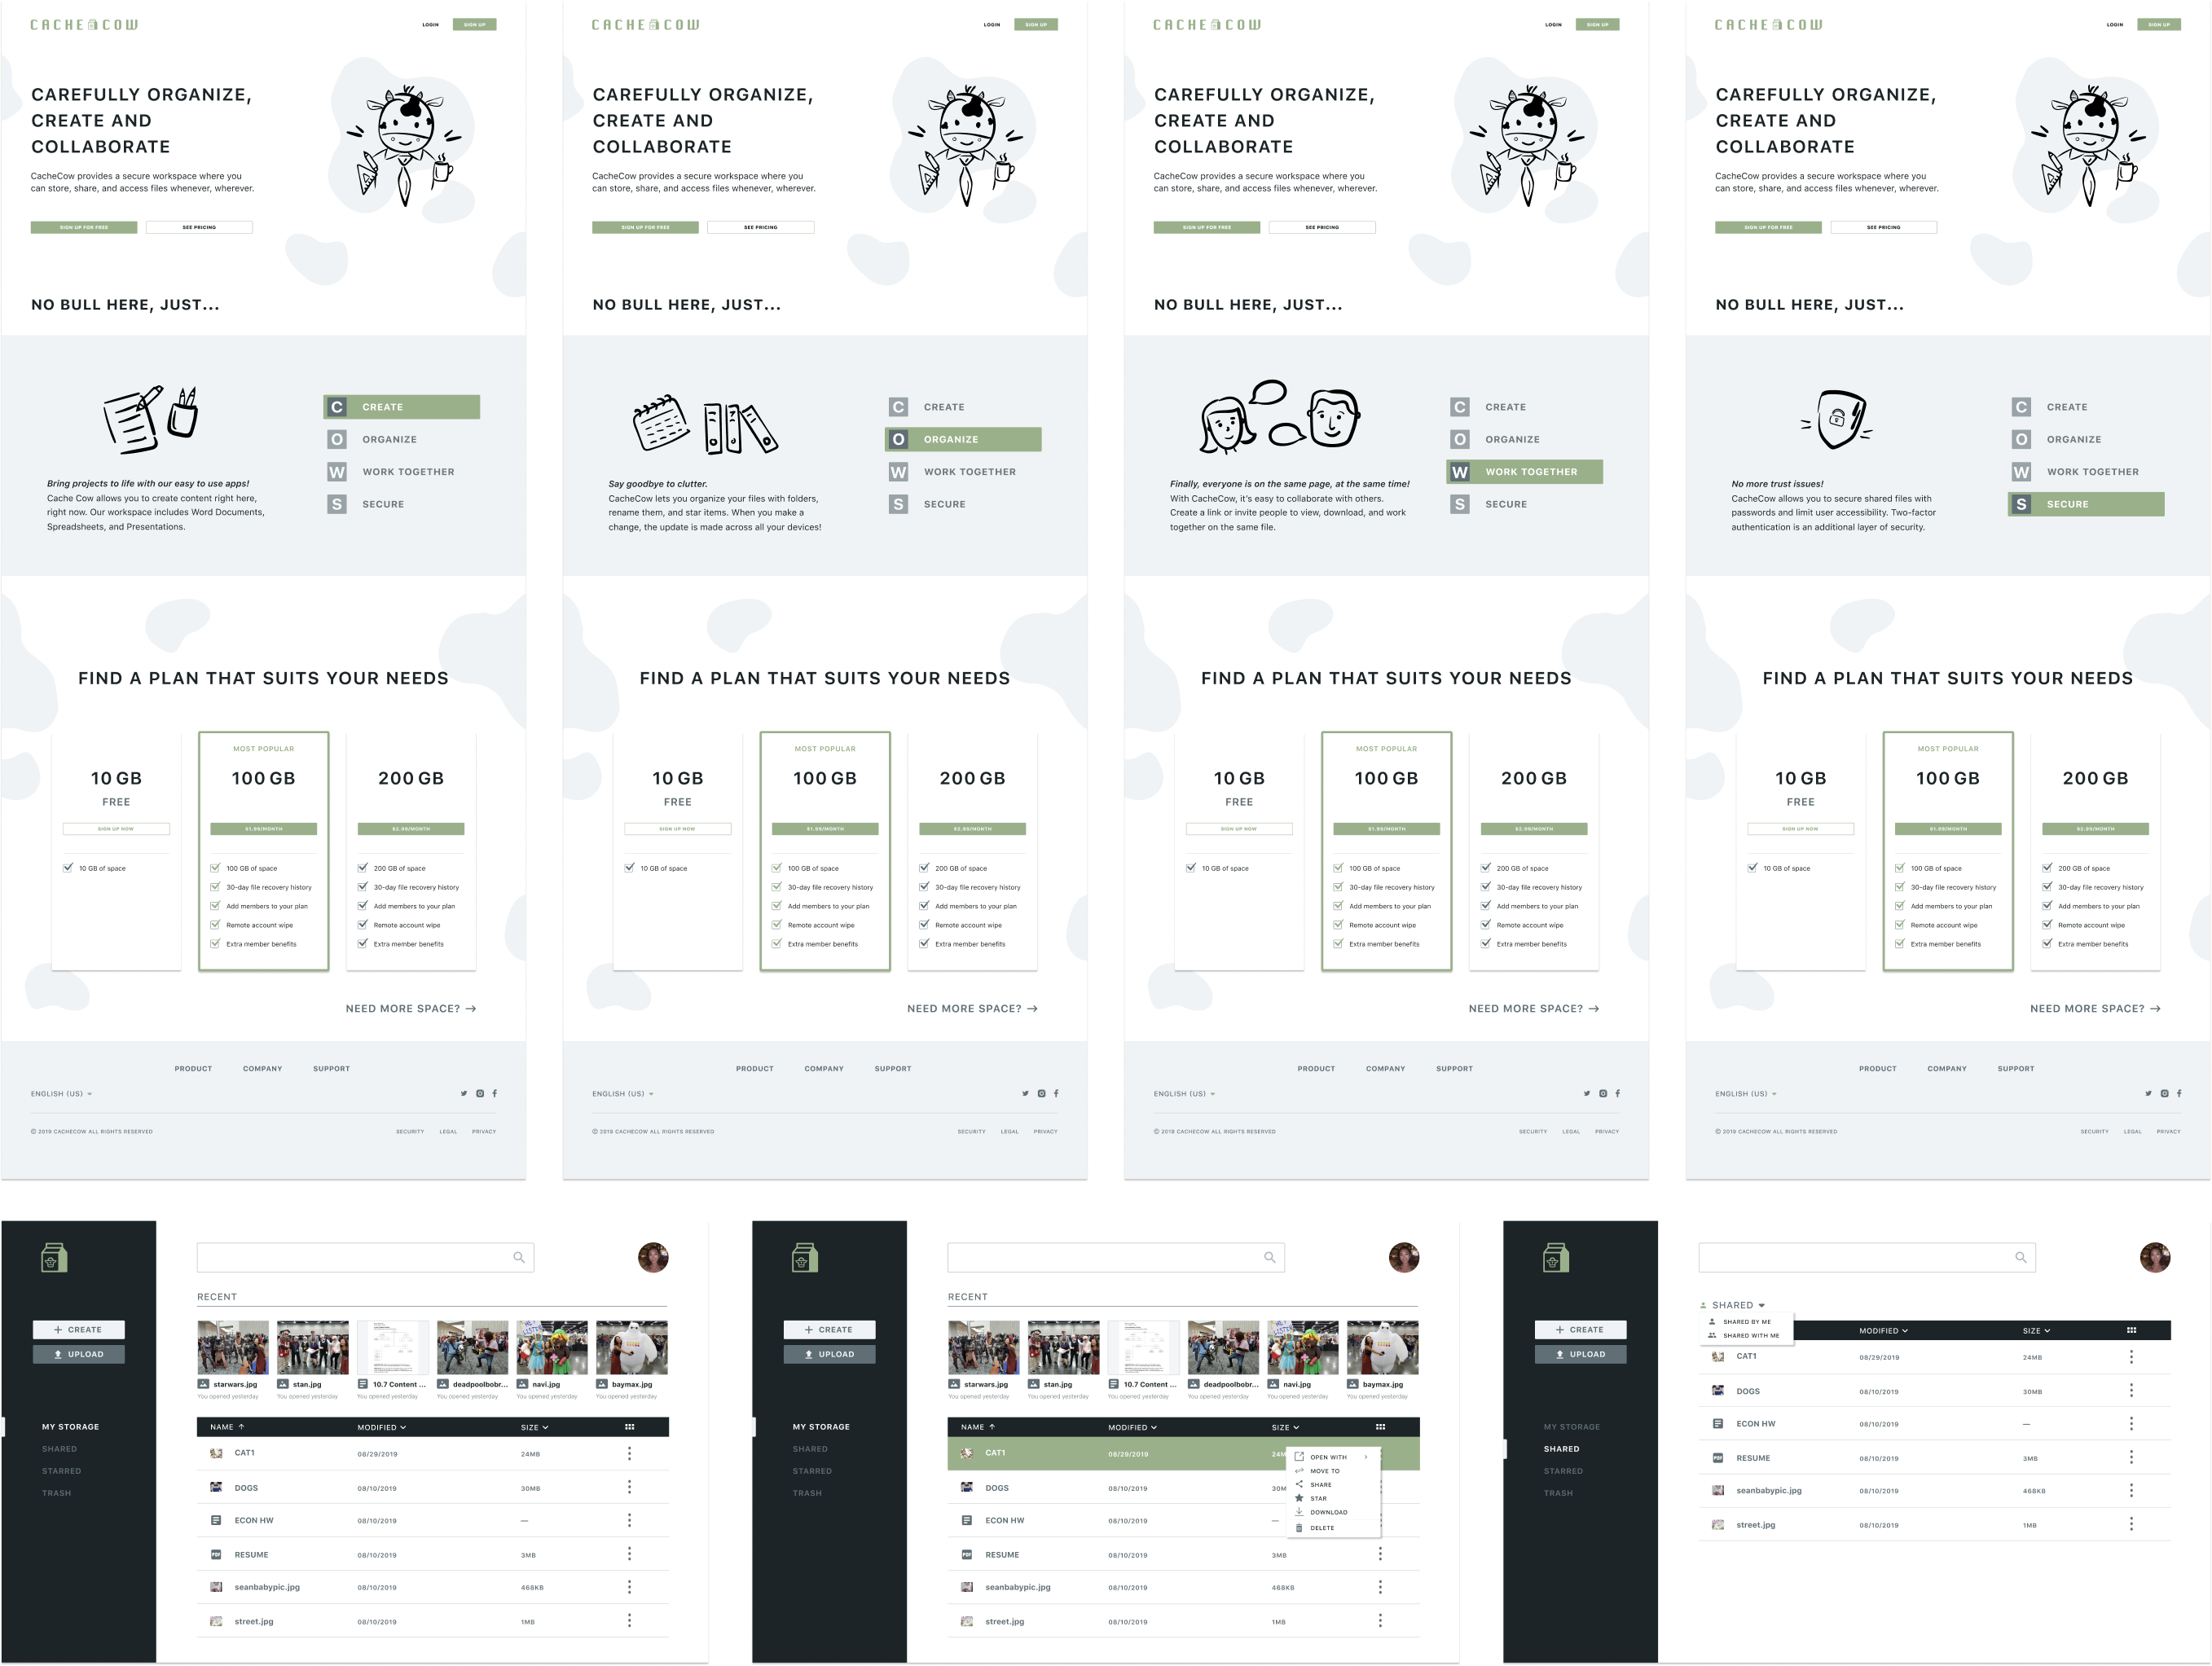 CACHE COW
LOGIN
SIGN UP
CAREFULLY ORGANIZE,
CREATE AND
COLLABORATE
CacheCow provides a secure workspace where you
can store, share, and access files whenever, wherever.
SIGN UP FOR FREE
SEE PRICING
NO BULL HERE, JUST...
C CREATE
O ORGANIZE
W WORK TOGETHER
S SECURE
Bring projects to life with our easy to use apps!
Cache Cow allows you to create content right here,
right now. Our workspace includes Word Documents,
Spreadsheets, and Presentations.
FIND A PLAN THAT SUITS YOUR NEEDS
10 GB
FREE
SIGN UP NOW
10 GB of space
MOST POPULAR
100 GB
$1.99/MONTH
100 GB of space
30-day file recovery history
Add members to your plan
Remote account wipe
Extra member benefits
200 GB
$2.99/MONTH
200 GB of space
30-day file recovery history
Add members to your plan
Remote account wipe
Extra member benefits
NEED MORE SPACE? →
PRODUCT COMPANY SUPPORT
ENGLISH (US)
© 2019 CACHECOW ALL RIGHTS RESERVED
SECURITY LEGAL PRIVACY
CACHE COW
LOGIN
SIGN UP
CAREFULLY ORGANIZE,
CREATE AND
COLLABORATE
CacheCow provides a secure workspace where you
can store, share, and access files whenever, wherever.
SIGN UP FOR FREE
SEE PRICING
NO BULL HERE, JUST...
C CREATE
O ORGANIZE
W WORK TOGETHER
S SECURE
Say goodbye to clutter.
CacheCow lets you organize your files with folders,
rename them, and star items. When you make a
change, the update is made across all your devices!
FIND A PLAN THAT SUITS YOUR NEEDS
10 GB
FREE
SIGN UP NOW
10 GB of space
MOST POPULAR
100 GB
$1.99/MONTH
100 GB of space
30-day file recovery history
Add members to your plan
Remote account wipe
Extra member benefits
200 GB
$2.99/MONTH
200 GB of space
30-day file recovery history
Add members to your plan
Remote account wipe
Extra member benefits
NEED MORE SPACE? →
PRODUCT COMPANY SUPPORT
ENGLISH (US)
© 2019 CACHECOW ALL RIGHTS RESERVED
SECURITY LEGAL PRIVACY
CACHE COW
LOGIN
SIGN UP
CAREFULLY ORGANIZE,
CREATE AND
COLLABORATE
CacheCow provides a secure workspace where you
can store, share, and access files whenever, wherever.
SIGN UP FOR FREE
SEE PRICING
NO BULL HERE, JUST...
C CREATE
O ORGANIZE
W WORK TOGETHER
S SECURE
Finally, everyone is on the same page, at the same time!
With CacheCow, it's easy to collaborate with others.
Create a link or invite people to view, download, and work
together on the same file.
FIND A PLAN THAT SUITS YOUR NEEDS
10 GB
FREE
SIGN UP NOW
10 GB of space
MOST POPULAR
100 GB
$1.99/MONTH
100 GB of space
30-day file recovery history
Add members to your plan
Remote account wipe
Extra member benefits
200 GB
$2.99/MONTH
200 GB of space
30-day file recovery history
Add members to your plan
Remote account wipe
Extra member benefits
NEED MORE SPACE? →
PRODUCT COMPANY SUPPORT
ENGLISH (US)
© 2019 CACHECOW ALL RIGHTS RESERVED
SECURITY LEGAL PRIVACY
CACHE COW
LOGIN
SIGN UP
CAREFULLY ORGANIZE,
CREATE AND
COLLABORATE
CacheCow provides a secure workspace where you
can store, share, and access files whenever, wherever.
SIGN UP FOR FREE
SEE PRICING
NO BULL HERE, JUST...
C CREATE
O ORGANIZE
W WORK TOGETHER
S SECURE
No more trust issues!
CacheCow allows you to secure shared files with
passwords and limit user accessibility. Two-factor
authentication is an additional layer of security.
FIND A PLAN THAT SUITS YOUR NEEDS
10 GB
FREE
SIGN UP NOW
10 GB of space
MOST POPULAR
100 GB
$1.99/MONTH
100 GB of space
30-day file recovery history
Add members to your plan
Remote account wipe
Extra member benefits
200 GB
$2.99/MONTH
200 GB of space
30-day file recovery history
Add members to your plan
Remote account wipe
Extra member benefits
NEED MORE SPACE? →
PRODUCT COMPANY SUPPORT
ENGLISH (US)
© 2019 CACHECOW ALL RIGHTS RESERVED
SECURITY LEGAL PRIVACY
+ CREATE
UPLOAD
MY STORAGE
SHARED
STARRED
TRASH
RECENT
starwars.jpg
You opened yesterday
stan.jpg
You opened yesterday
10.7 Content ...
You opened yesterday
deadpoolbobr...
You opened yesterday
navi.jpg
You opened yesterday
baymax.jpg
You opened yesterday
NAME ↑ MODIFIED SIZE
CAT1 08/29/2019 24MB
DOGS 08/10/2019 30MB
ECON HW 08/10/2019 —
PDF RESUME 08/10/2019 3MB
seanbabypic.jpg 08/10/2019 468KB
street.jpg 08/10/2019 1MB
+ CREATE
UPLOAD
MY STORAGE
SHARED
STARRED
TRASH
RECENT
starwars.jpg
You opened yesterday
stan.jpg
You opened yesterday
10.7 Content ...
You opened yesterday
deadpoolbobr...
You opened yesterday
navi.jpg
You opened yesterday
baymax.jpg
You opened yesterday
NAME ↑ MODIFIED SIZE
CAT1 08/29/2019 24M
DOGS 08/10/2019 30M
ECON HW 08/10/2019 —
PDF RESUME 08/10/2019 3MB
seanbabypic.jpg 08/10/2019 468KB
street.jpg 08/10/2019 1MB
OPEN WITH >
MOVE TO
SHARE
STAR
DOWNLOAD
DELETE
+ CREATE
UPLOAD
MY STORAGE
SHARED
STARRED
TRASH
SHARED
SHARED BY ME
SHARED WITH ME
MODIFIED SIZE
CAT1 08/29/2019 24MB
DOGS 08/10/2019 30MB
ECON HW 08/10/2019 —
PDF RESUME 08/10/2019 3MB
seanbabypic.jpg 08/10/2019 468KB
street.jpg 08/10/2019 1MB